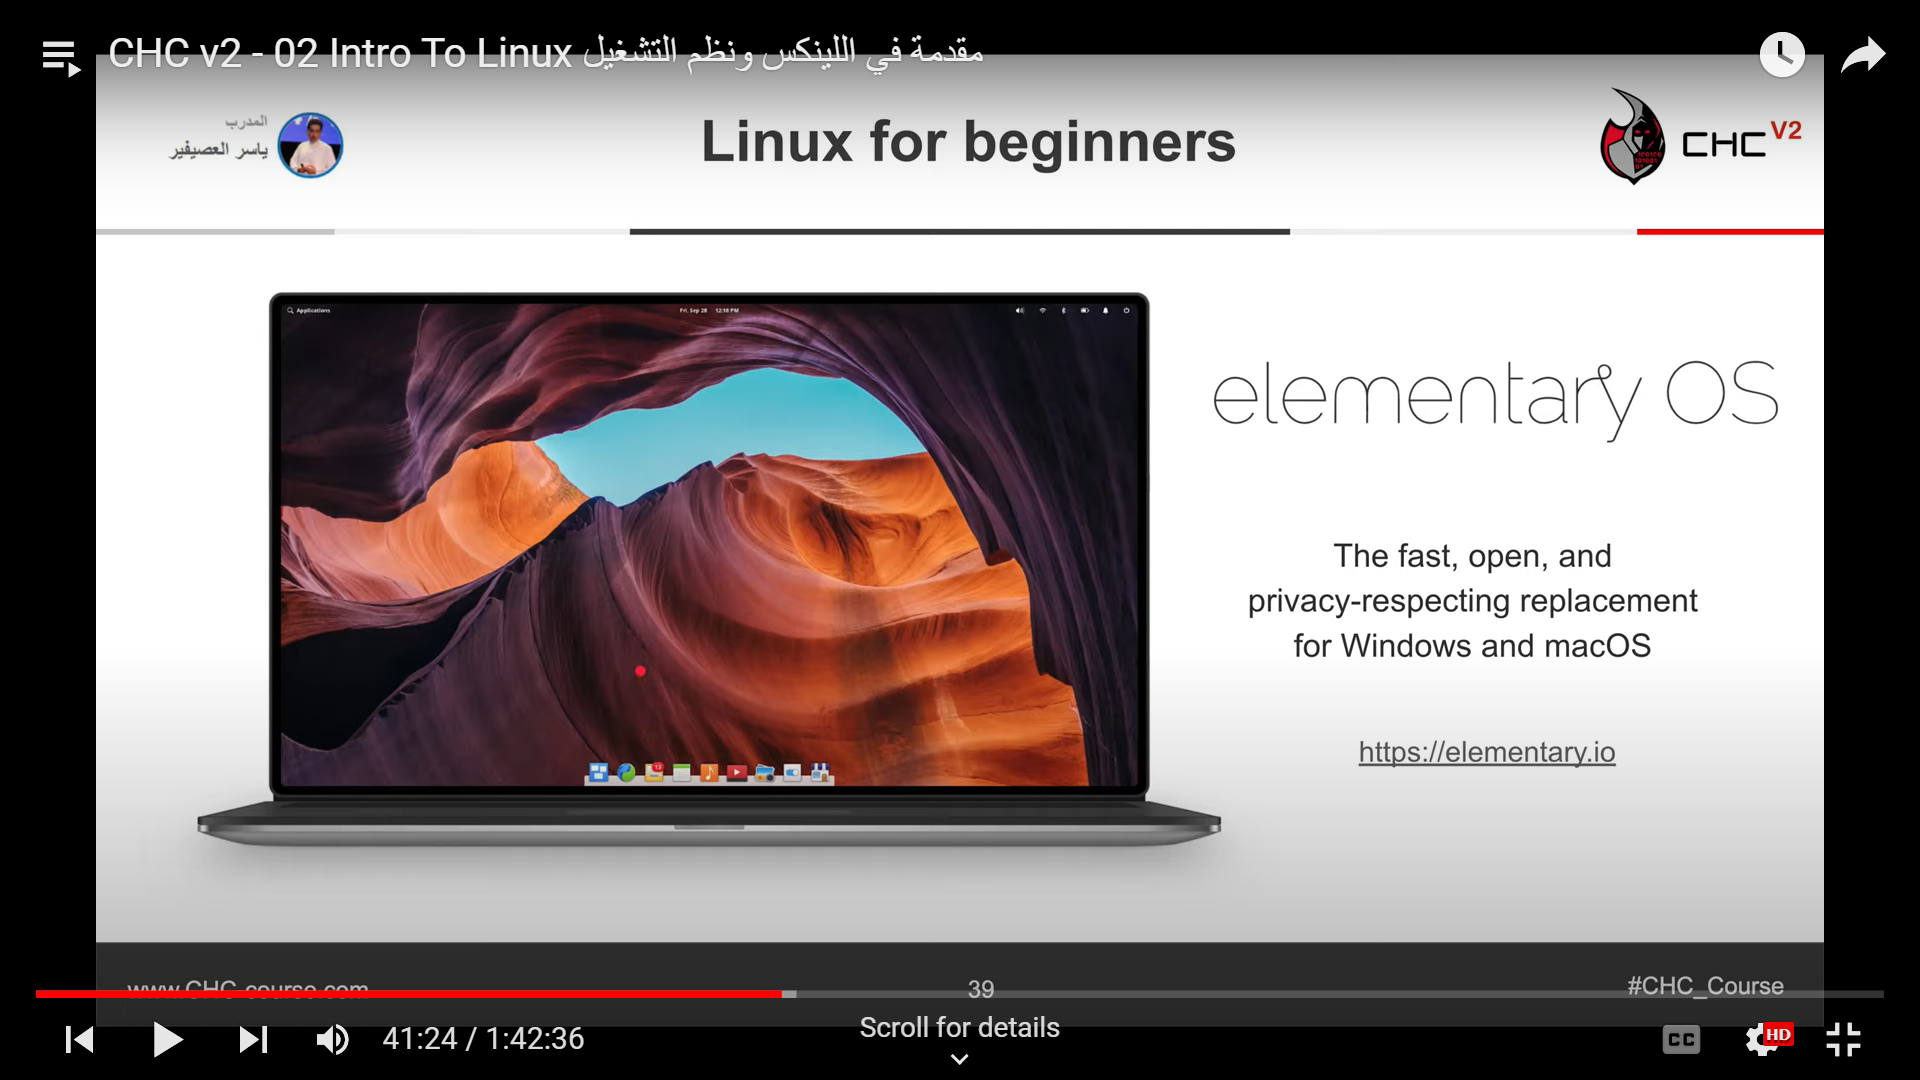 CHC v2 - 02 Intro To Linux مقدمة في اللينكس ونظم التشغيل
المدرب
ياسر العصيفير
Linux for beginners
CHC V2
Applications
Fri, Sep 28 12:18 PM
elementary OS
The fast, open, and
privacy-respecting replacement
for Windows and macOS
https://elementary.io
www.CHC-course.com
39
#CHC_Course
41:24 / 1:42:36
Scroll for details
CC
HD